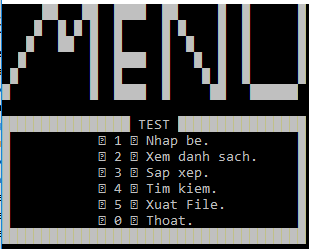 MENU
TEST
1 Nhap be.
2 Xem danh sach.
3 Sap xep.
4 Tim kiem.
5 Xuat File.
0 Thoat.